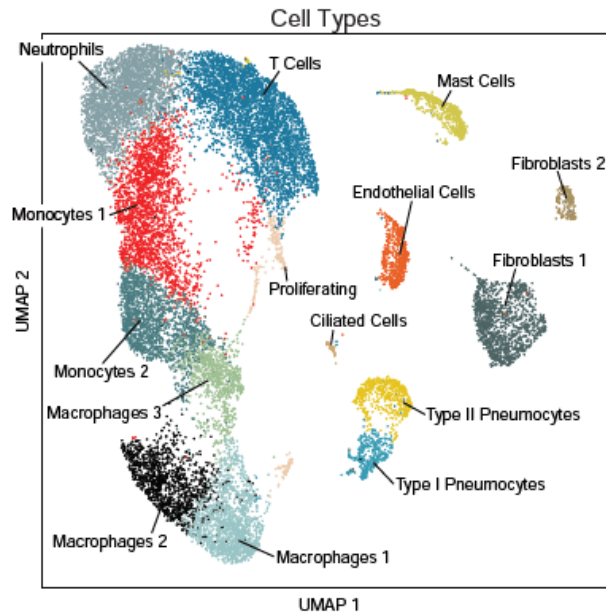 Cell Types
Neutrophils
T Cells
Mast Cells
Fibroblasts 2
Endothelial Cells
Monocytes 1
Fibroblasts 1
Proliferating
Ciliated Cells
Monocytes 2
Macrophages 3
Type II Pneumocytes
Type I Pneumocytes
Macrophages 2
Macrophages 1
UMAP 2
UMAP 1